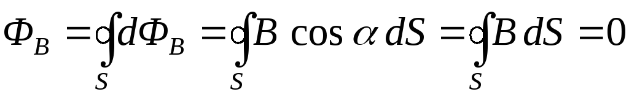 Φ_B = ∮_S dΦ_B = ∮_S B cos α dS = ∮_S B dS = 0